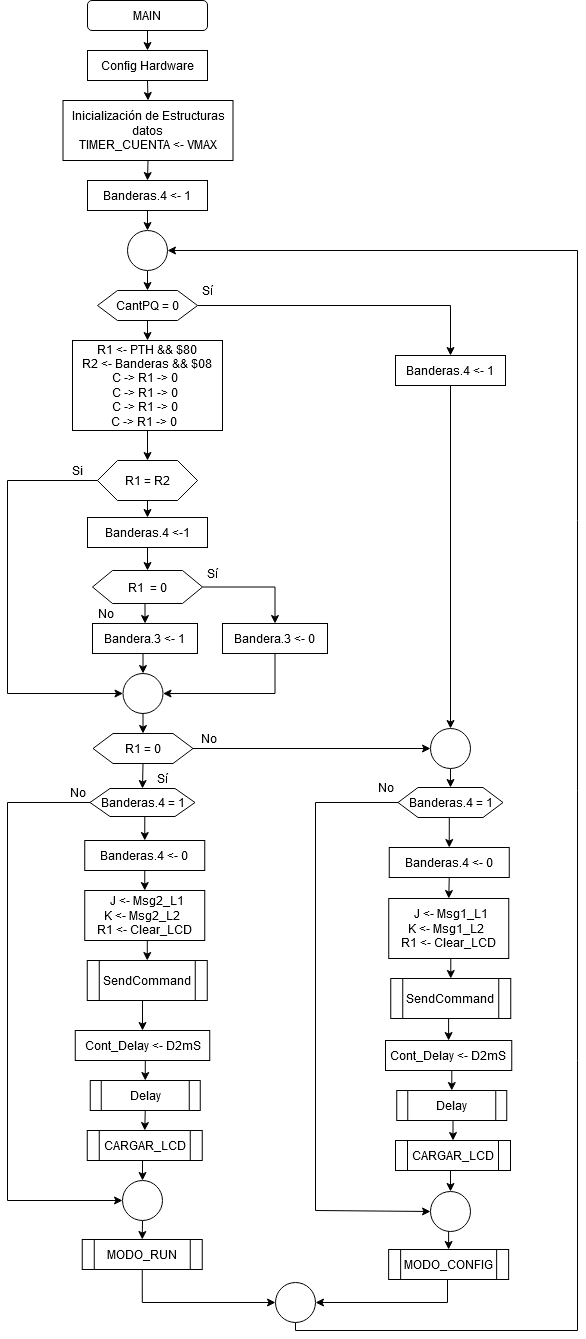 MAIN
Config Hardware
Inicialización de Estructuras
datos
TIMER_CUENTA <- VMAX
Banderas.4 <- 1
CantPQ = 0
Sí
R1 <- PTH && $80
R2 <- Banderas && $08
C -> R1 -> 0
C -> R1 -> 0
C -> R1 -> 0
C -> R1 -> 0
Banderas.4 <- 1
Si
R1 = R2
Banderas.4 <-1
R1 = 0
Sí
No
Bandera.3 <- 1
Bandera.3 <- 0
R1 = 0
No
Sí
No
Banderas.4 = 1
Banderas.4 <- 0
J <- Msg2_L1
K <- Msg2_L2
R1 <- Clear_LCD
SendCommand
Cont_Delay <- D2mS
Delay
CARGAR_LCD
MODO_RUN
No
Banderas.4 = 1
Banderas.4 <- 0
J <- Msg1_L1
K <- Msg1_L2
R1 <- Clear_LCD
SendCommand
Cont_Delay <- D2mS
Delay
CARGAR_LCD
MODO_CONFIG